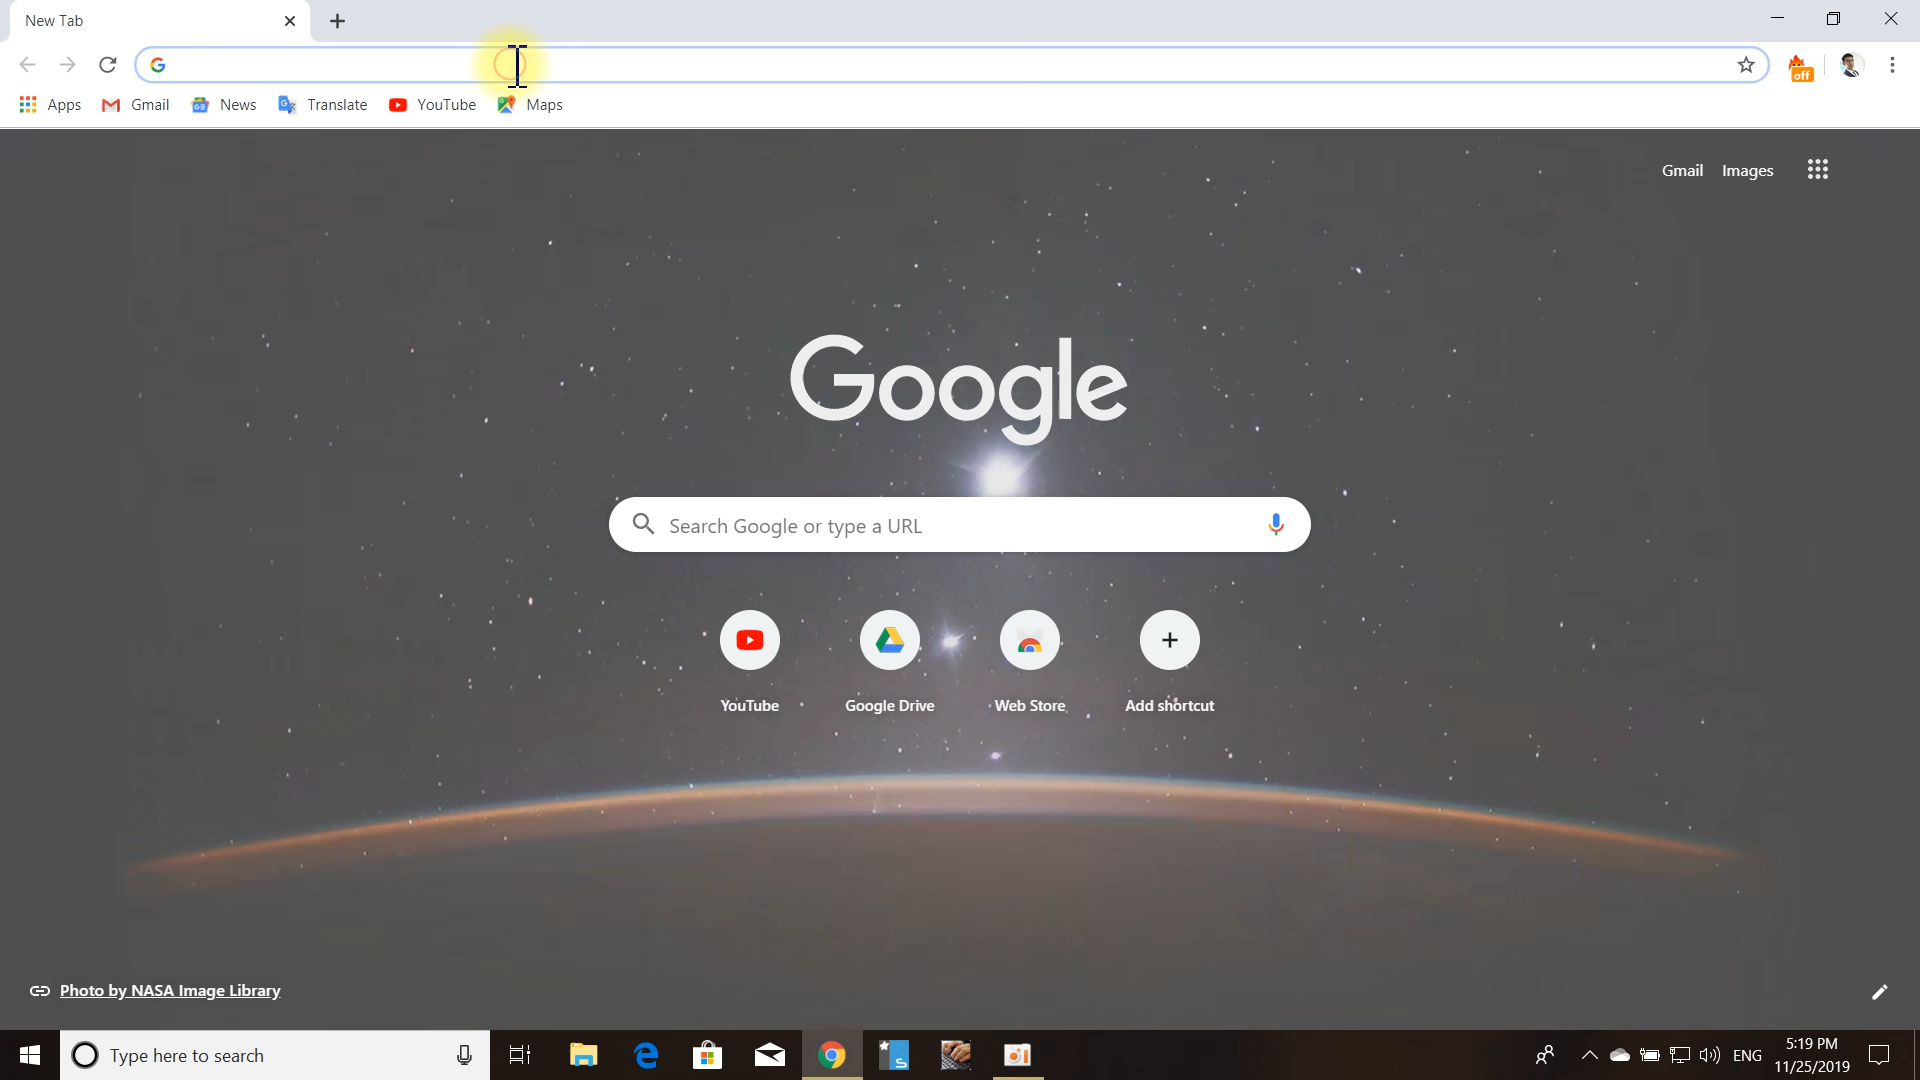 New Tab
Apps Gmail News Translate YouTube Maps
Gmail Images
Google
Search Google or type a URL
YouTube Google Drive Web Store Add shortcut
Photo by NASA Image Library
Type here to search
ENG
5:19 PM
11/25/2019
off